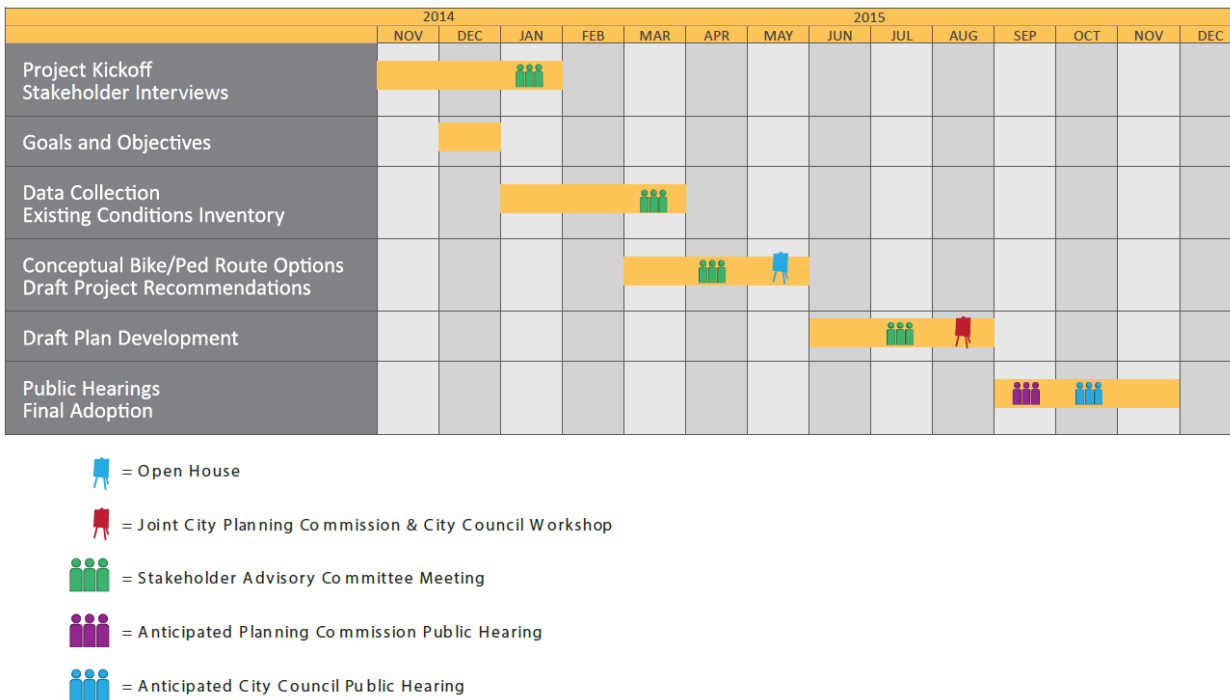 2014 2015
NOV DEC JAN FEB MAR APR MAY JUN JUL AUG SEP OCT NOV DEC
Project Kickoff
Stakeholder Interviews
Goals and Objectives
Data Collection
Existing Conditions Inventory
Conceptual Bike/Ped Route Options
Draft Project Recommendations
Draft Plan Development
Public Hearings
Final Adoption
= Open House
= Joint City Planning Commission & City Council Workshop
= Stakeholder Advisory Committee Meeting
= Anticipated Planning Commission Public Hearing
= Anticipated City Council Public Hearing